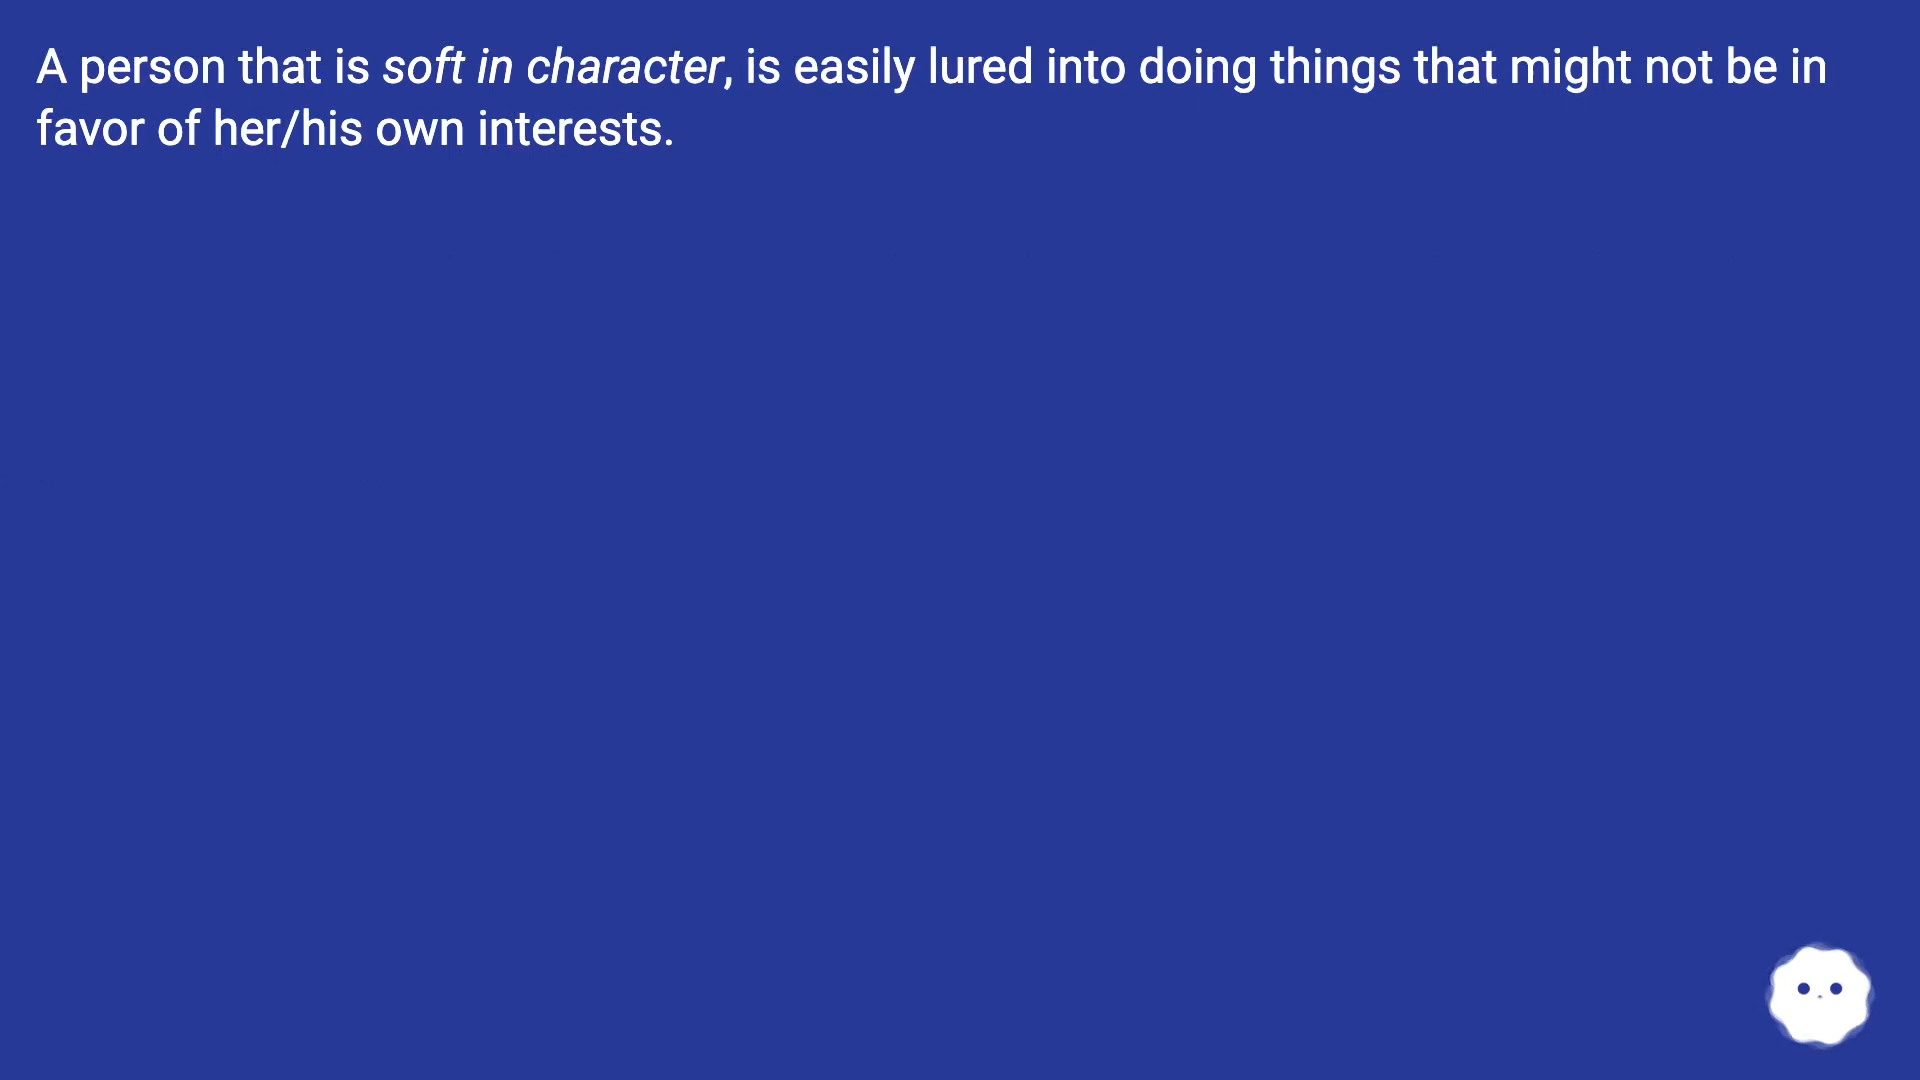 A person that is soft in character, is easily lured into doing things that might not be in
favor of her/his own interests.